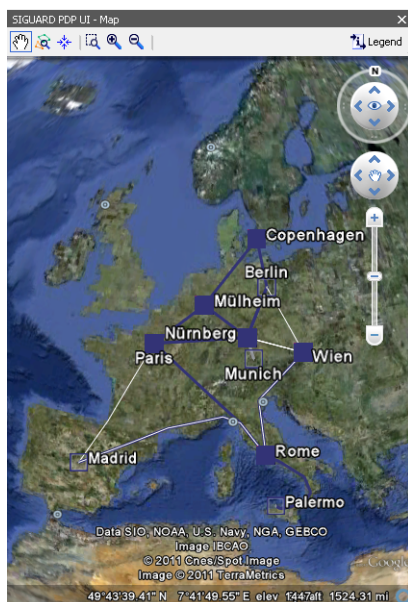 SIGUARD PDP UI - Map
Legend
N
Copenhagen
Berlin
Mülheim
Nürnberg
Paris
Wien
Munich
Rome
Madrid
Palermo
Data SIO, NOAA, U.S. Navy, NGA, GEBCO
Image IBCAO
© 2011 Cnes/Spot Image
Image © 2011 TerraMetrics
Google
49°43'39.41" N 7°41'49.55" E elev 1447aft 1524.31 mi